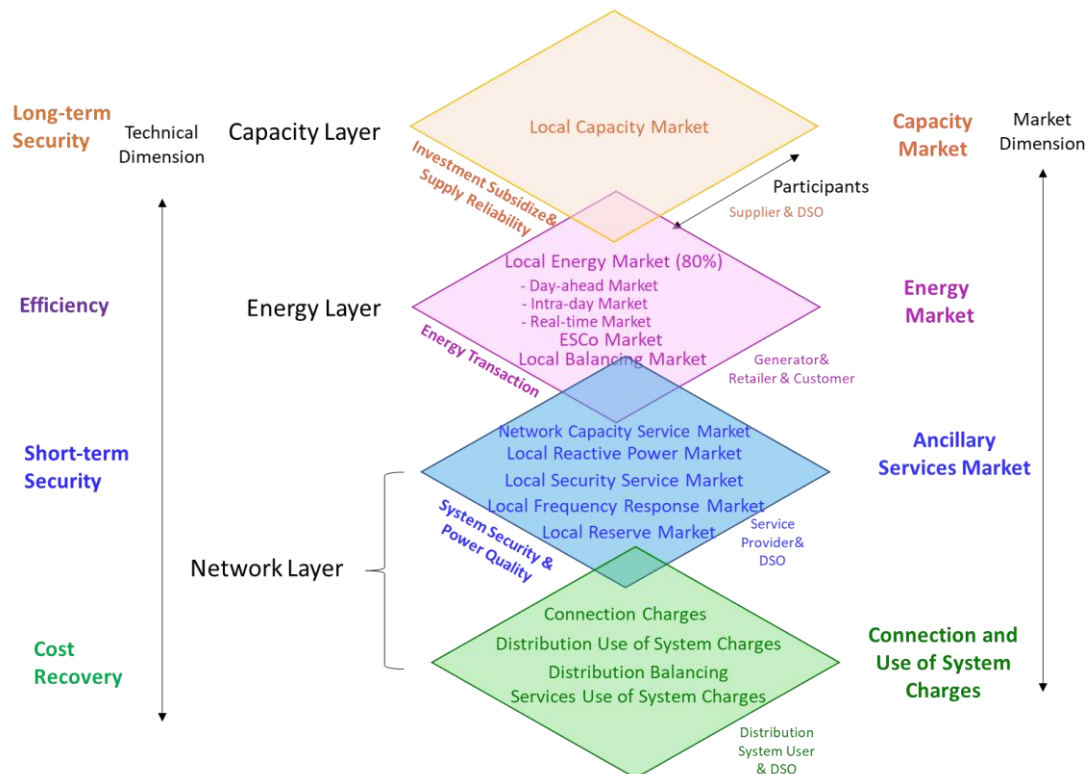 Long-term
Security
Technical
Dimension
Capacity Layer
Local Capacity Market
Investment Subsidize&
Supply Reliability
Capacity
Market
Market
Dimension
Participants
Supplier & DSO
Efficiency
Energy Layer
Local Energy Market (80%)
- Day-ahead Market
- Intra-day Market
- Real-time Market
ESCo Market
Local Balancing Market
Energy Transaction
Generator&
Retailer & Customer
Energy
Market
Short-term
Security
Network Capacity Service Market
Local Reactive Power Market
Local Security Service Market
Local Frequency Response Market
Local Reserve Market
System Security &
Power Quality
Service
Provider&
DSO
Ancillary
Services Market
Network Layer
Cost
Recovery
Connection Charges
Distribution Use of System Charges
Distribution Balancing
Services Use of System Charges
Distribution
System User
& DSO
Connection and
Use of System
Charges